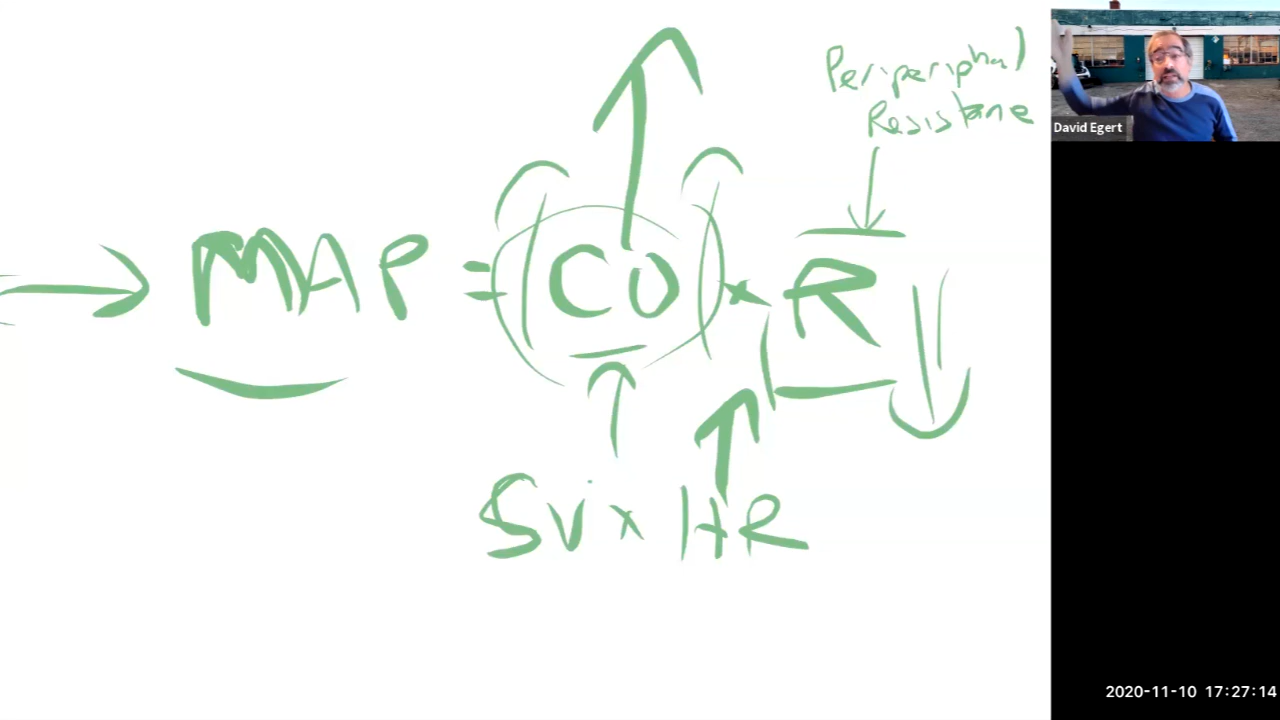 Periperiphal
Resistane
MAP = (CO) x R
SV x HR
David Egert
2020-11-10 17:27:14